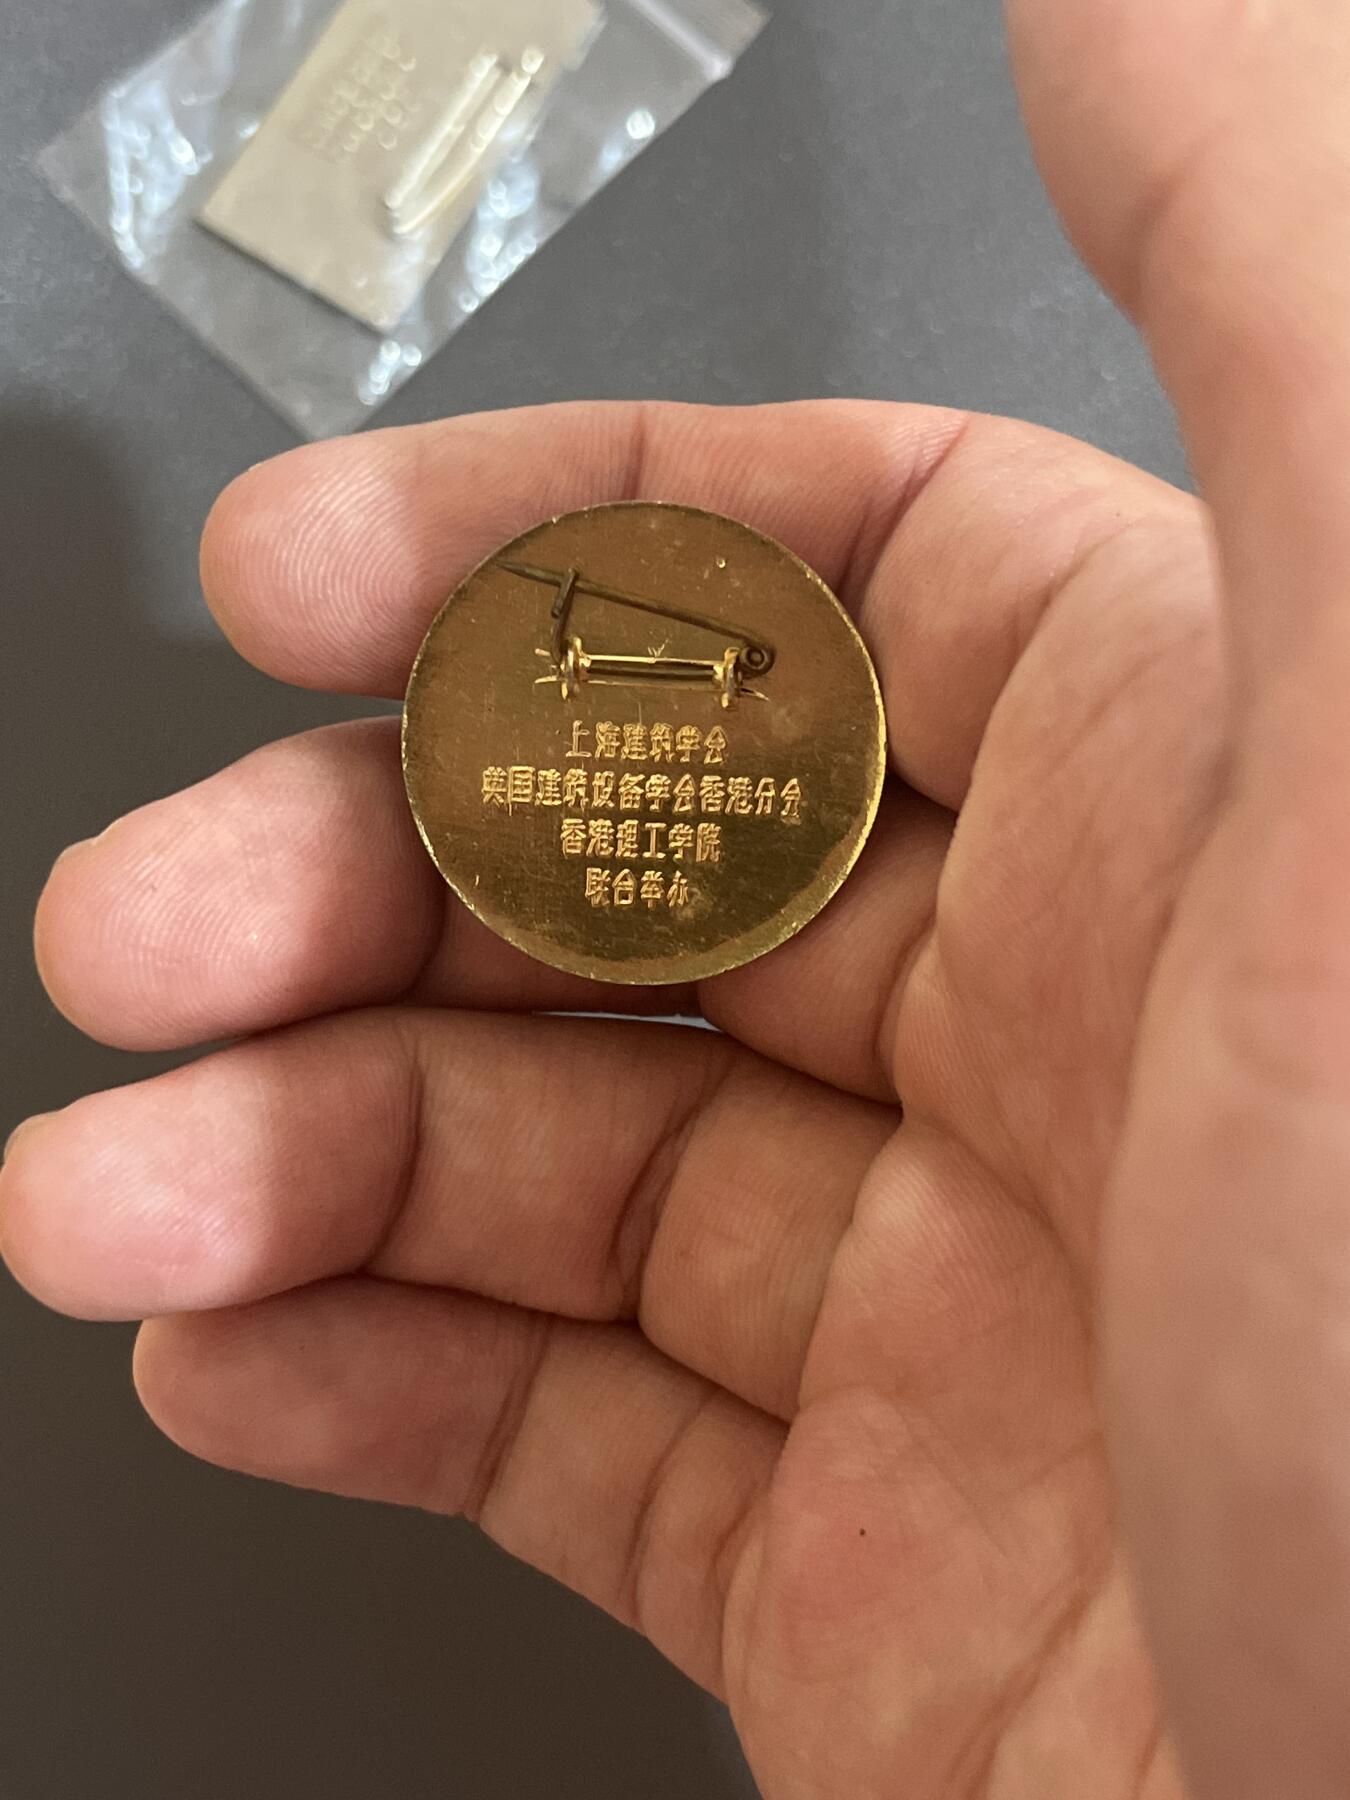 上海建筑学会
英国建筑设备学会香港分会
香港理工学院
联合举办